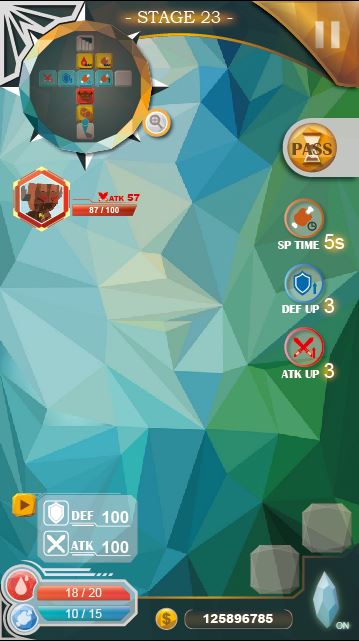 - STAGE 23 -
PASS
ATK 57
87 / 100
SP TIME 5s
DEF UP 3
ATK UP 3
DEF 100
ATK 100
18 / 20
10 / 15
$ 125896785
ON